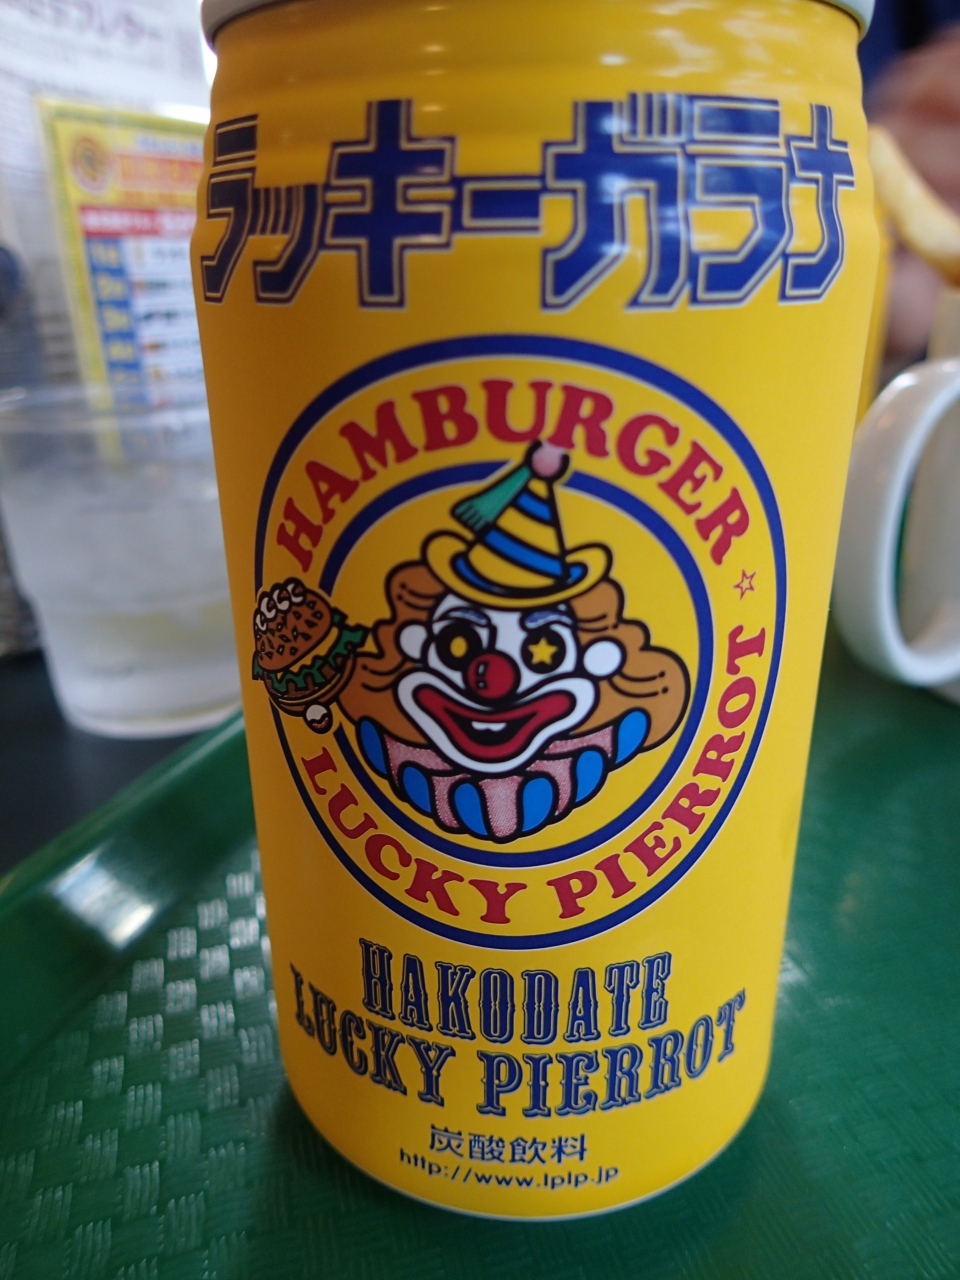 ラッキーガラナ
HAMBURGER
☆
LUCKY PIERROT
HAKODATE
LUCKY PIERROT
炭酸飲料
http://www.lplp.jp